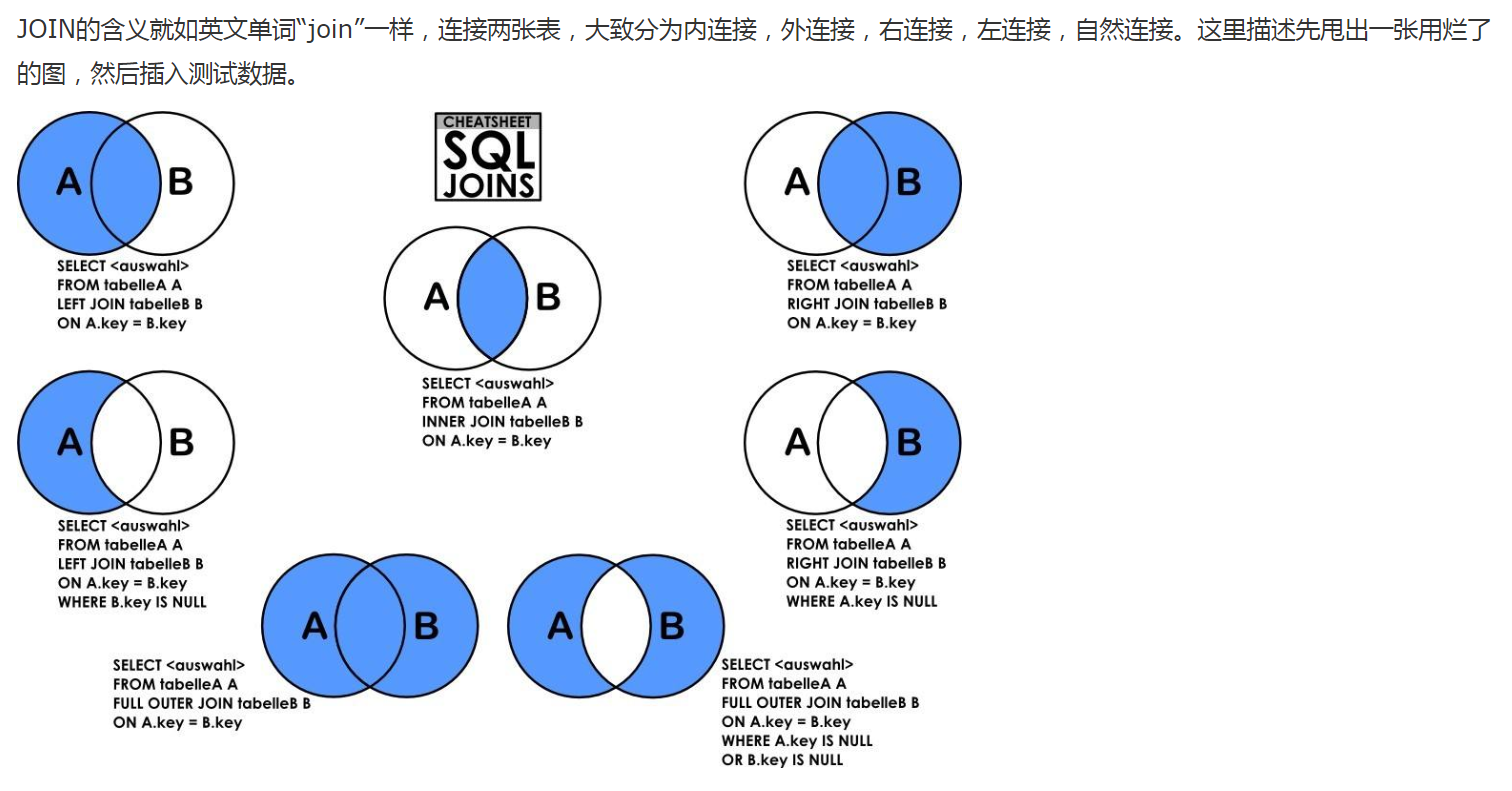 JOIN的含义就如英文单词“join”一样，连接两张表，大致分为内连接，外连接，右连接，左连接，自然连接。这里描述先甩出一张用烂了
的图，然后插入测试数据。
CHEATSHEET
SQL
JOINS
A B
SELECT <auswahl>
FROM tabelleA A
LEFT JOIN tabelleB B
ON A.key = B.key
A B
SELECT <auswahl>
FROM tabelleA A
RIGHT JOIN tabelleB B
ON A.key = B.key
A B
SELECT <auswahl>
FROM tabelleA A
INNER JOIN tabelleB B
ON A.key = B.key
A B
SELECT <auswahl>
FROM tabelleA A
LEFT JOIN tabelleB B
ON A.key = B.key
WHERE B.key IS NULL
A B
SELECT <auswahl>
FROM tabelleA A
RIGHT JOIN tabelleB B
ON A.key = B.key
WHERE A.key IS NULL
A B
SELECT <auswahl>
FROM tabelleA A
FULL OUTER JOIN tabelleB B
ON A.key = B.key
A B
SELECT <auswahl>
FROM tabelleA A
FULL OUTER JOIN tabelleB B
ON A.key = B.key
WHERE A.key IS NULL
OR B.key IS NULL